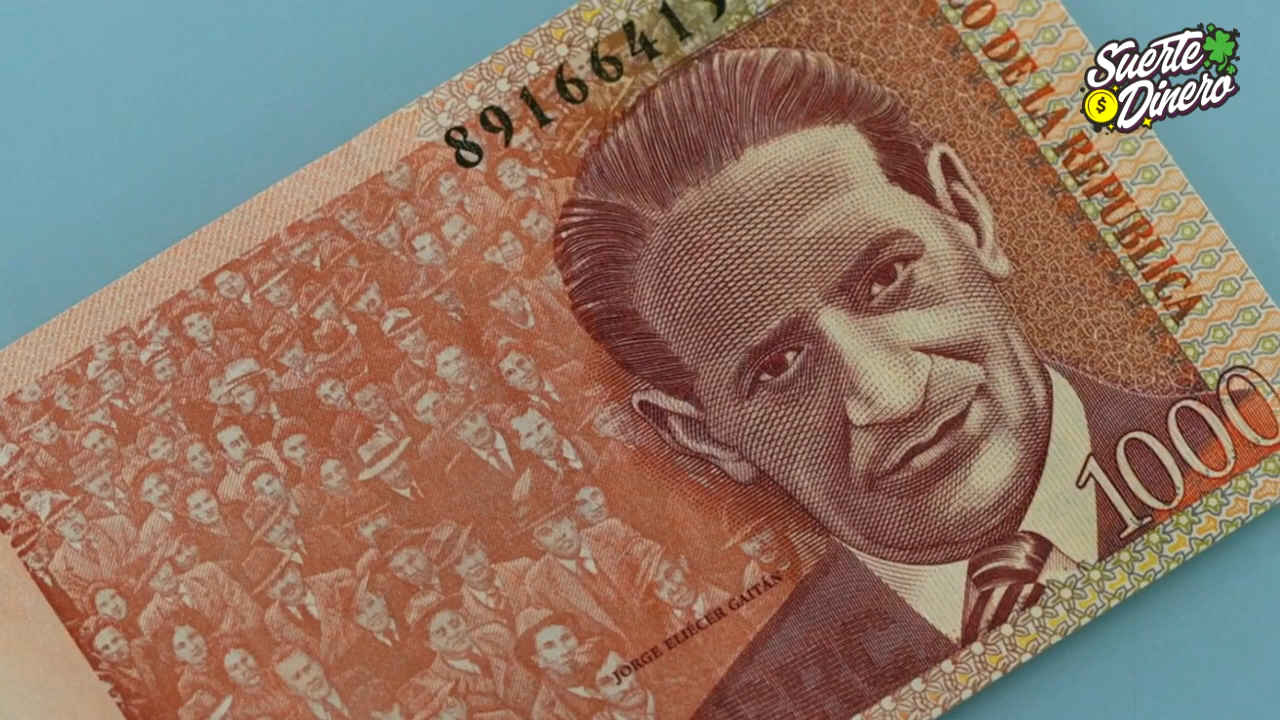 Suerte
Dinero
$
8916641
O DE LA REPUBLICA
1000
JORGE ELIÉCER GAITÁN